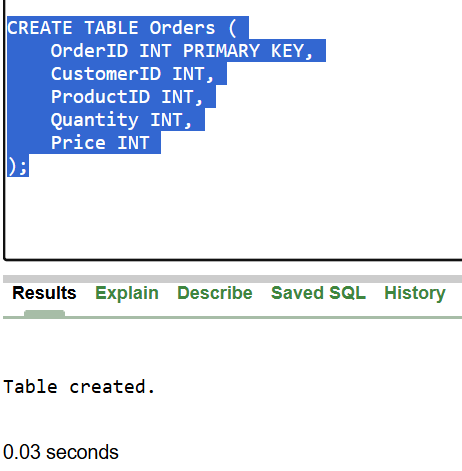 CREATE TABLE Orders (
    OrderID INT PRIMARY KEY,
    CustomerID INT,
    ProductID INT,
    Quantity INT,
    Price INT
);
Results Explain Describe Saved SQL History
Table created.
0.03 seconds